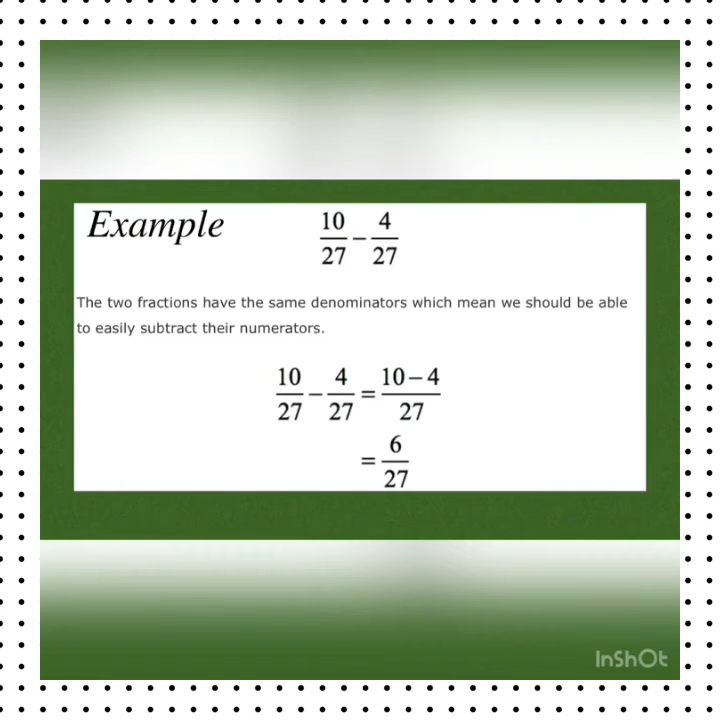 Example
10/27 − 4/27
The two fractions have the same denominators which mean we should be able
to easily subtract their numerators.
10/27 − 4/27 = 10−4/27
= 6/27
InShOt